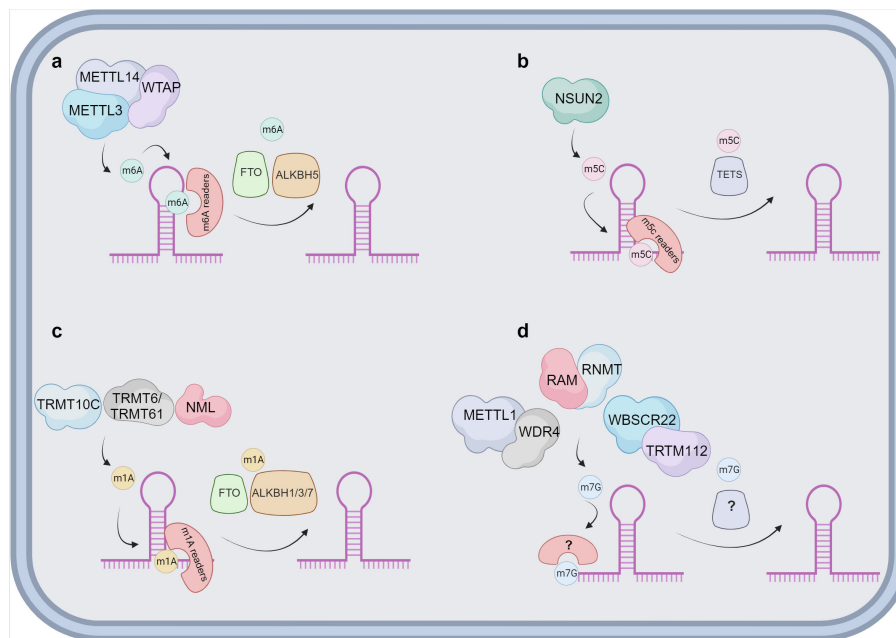 a
METTL14
WTAP
METTL3
m6A
m6A
FTO
ALKBH5
m6A
m6A readers
b
NSUN2
m5C
m5C
TETS
m5c readers
m5C
c
TRMT10C
TRMT6/
TRMT61
NML
m1A
m1A
FTO
ALKBH1/3/7
m1A readers
m1A
d
RAM
RNMT
METTL1
WDR4
WBSCR22
TRTM112
m7G
m7G
?
?
m7G